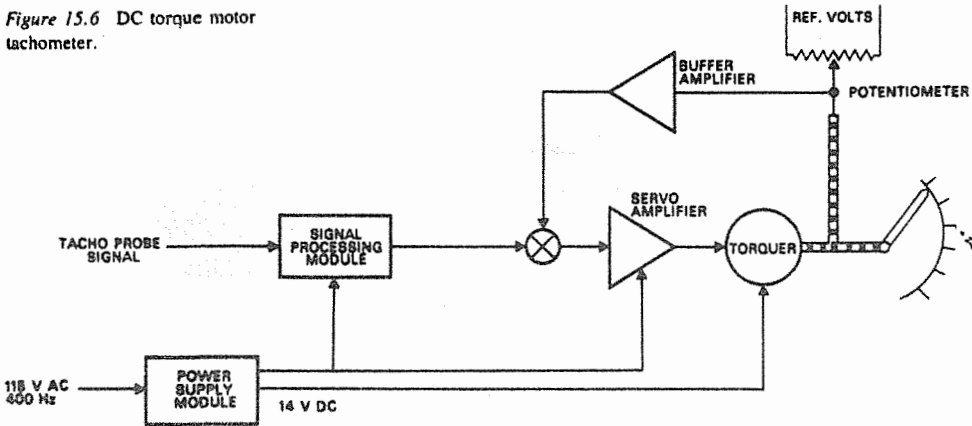 Figure 15.6 DC torque motor
tachometer.
REF. VOLTS
BUFFER
AMPLIFIER
POTENTIOMETER
SERVO
AMPLIFIER
TACHO PROBE
SIGNAL
SIGNAL
PROCESSING
MODULE
TORQUER
115 V AC
400 Hz
POWER
SUPPLY
MODULE
14 V DC